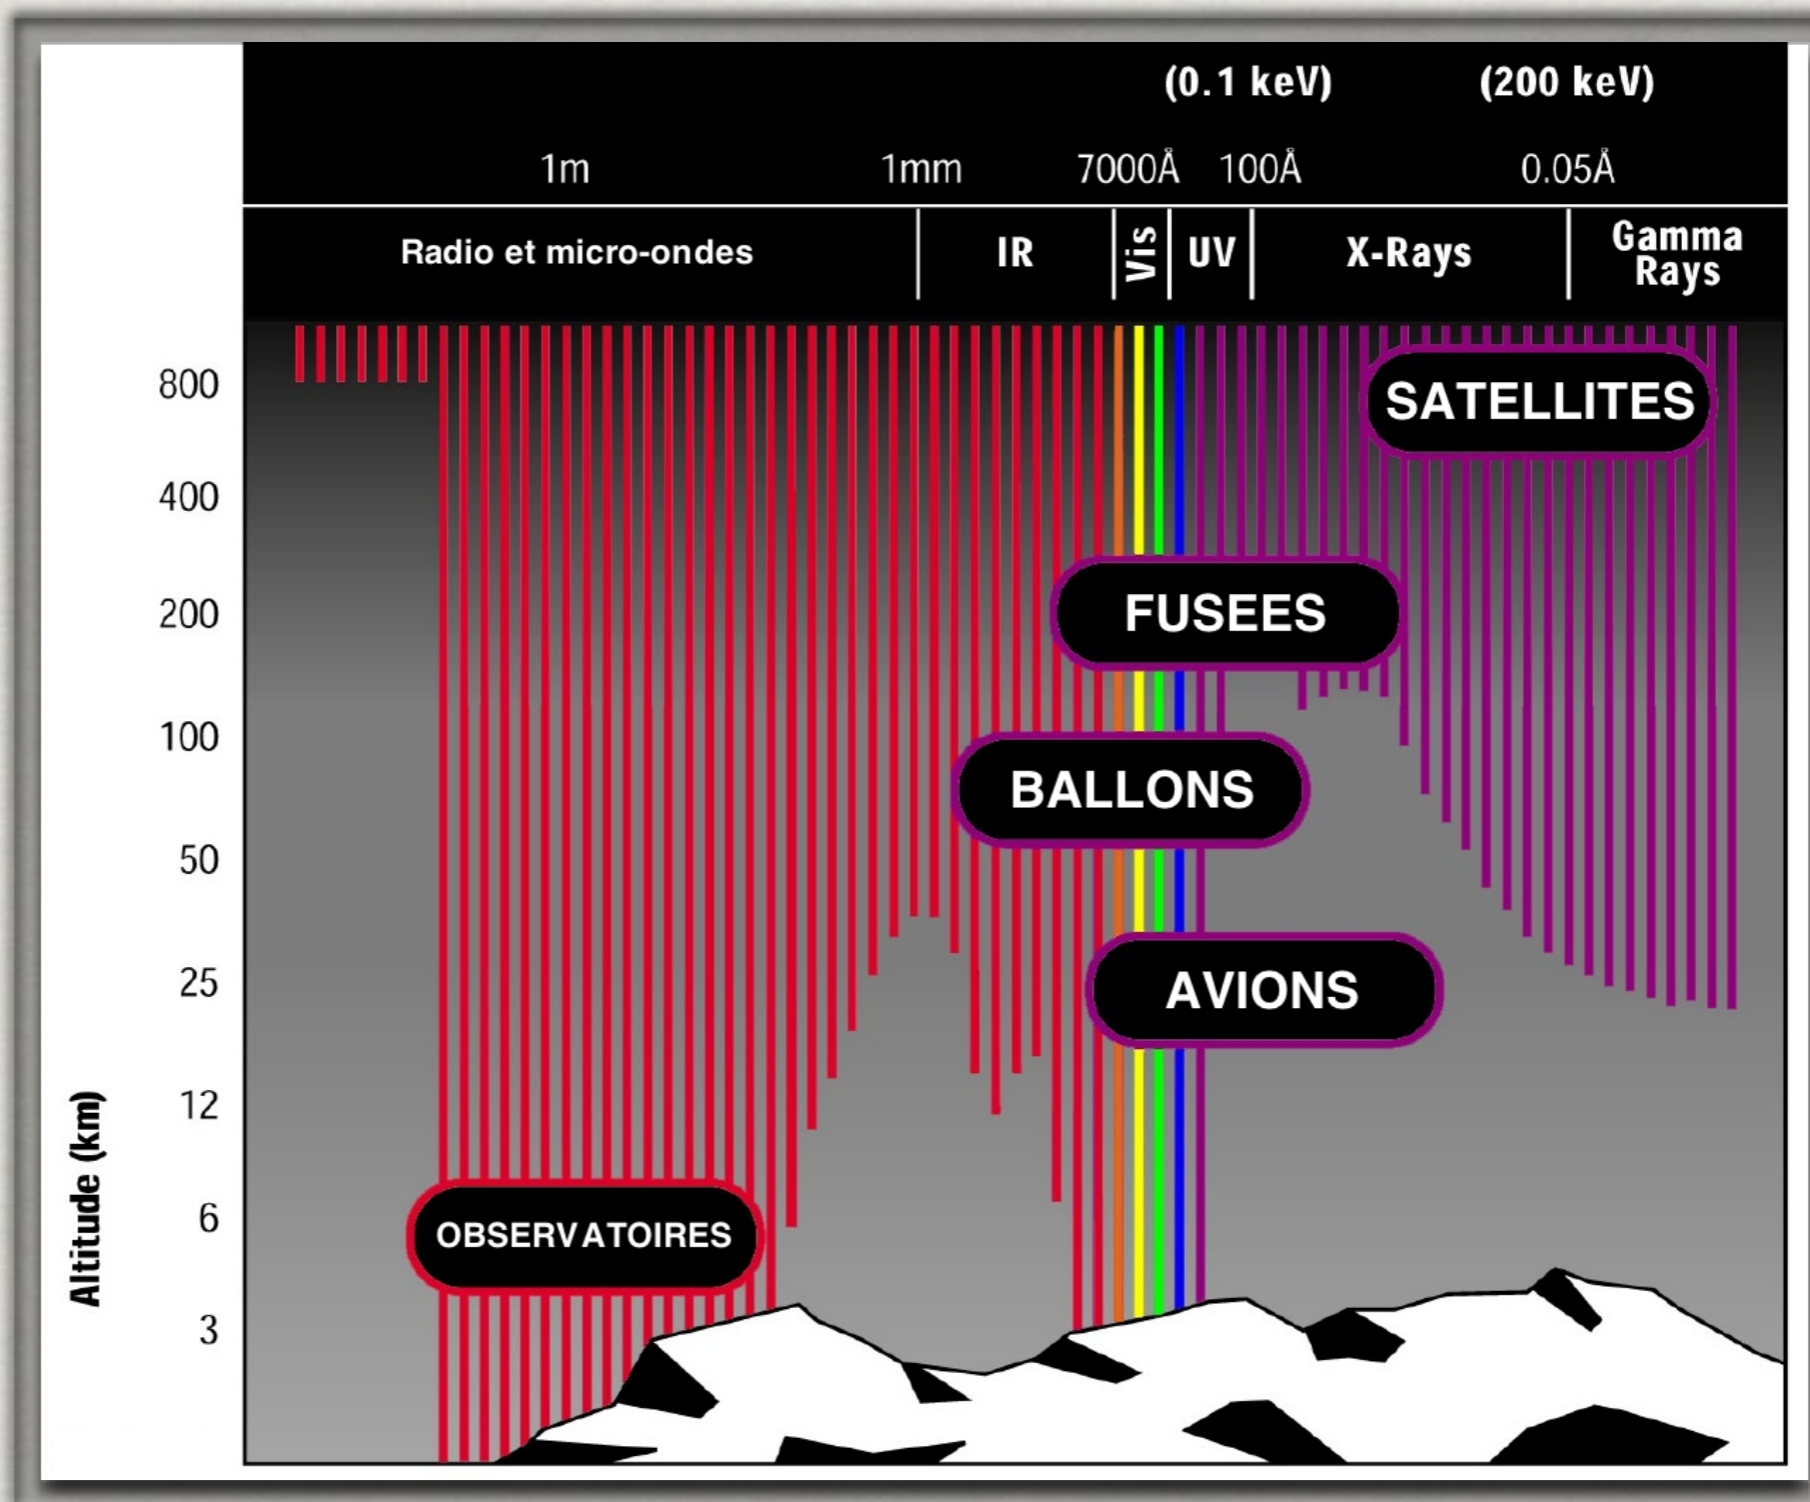 (0.1 keV) (200 keV)
1m 1mm 7000Å 100Å 0.05Å
Radio et micro-ondes IR Vis UV X-Rays Gamma Rays
800
SATELLITES
400
FUSEES
200
100
BALLONS
50
25
AVIONS
12
6
OBSERVATOIRES
3
Altitude (km)